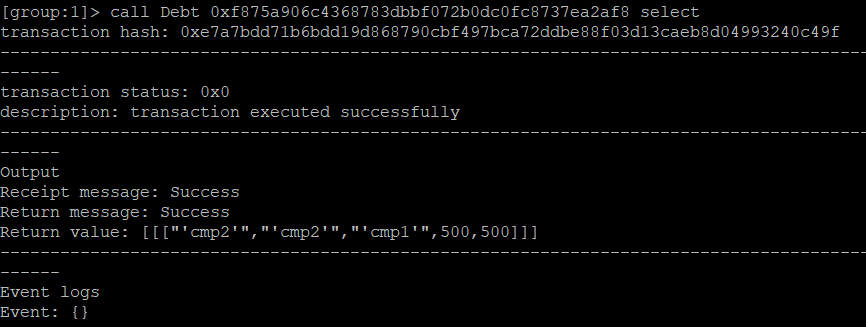 [group:1]> call Debt 0xf875a906c4368783dbbf072b0dc0fc8737ea2af8 select
transaction hash: 0xe7a7bdd71b6bdd19d868790cbf497bca72ddbe88f03d13caeb8d04993240c49f
--------------------------------------------------------------------------------------
------
transaction status: 0x0
description: transaction executed successfully
--------------------------------------------------------------------------------------
------
Output
Receipt message: Success
Return message: Success
Return value: [[["'cmp2'","'cmp2'","'cmp1'",500,500]]]
--------------------------------------------------------------------------------------
------
Event logs
Event: {}